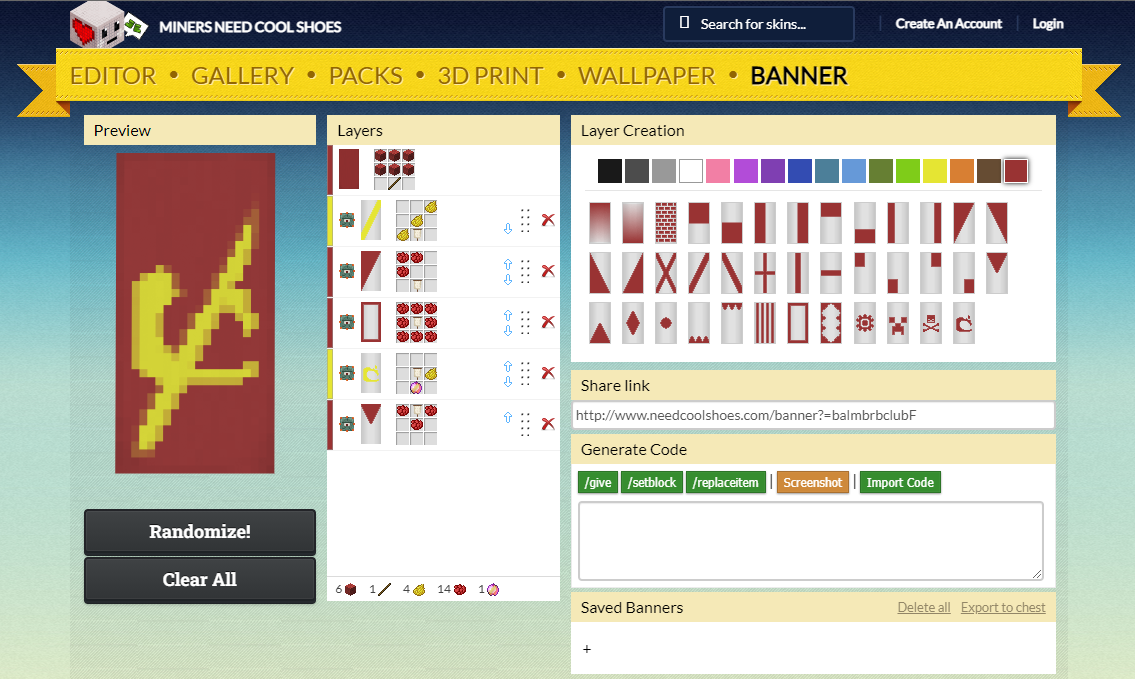 MINERS NEED COOL SHOES
Search for skins...
Create An Account
Login
EDITOR • GALLERY • PACKS • 3D PRINT • WALLPAPER • BANNER
Preview
Layers
Layer Creation
Share link
http://www.needcoolshoes.com/banner?=balmbrbclubF
Generate Code
/give /setblock /replaceitem | Screenshot | Import Code
Randomize!
Clear All
6 1 4 14 1
Saved Banners
Delete all Export to chest
+